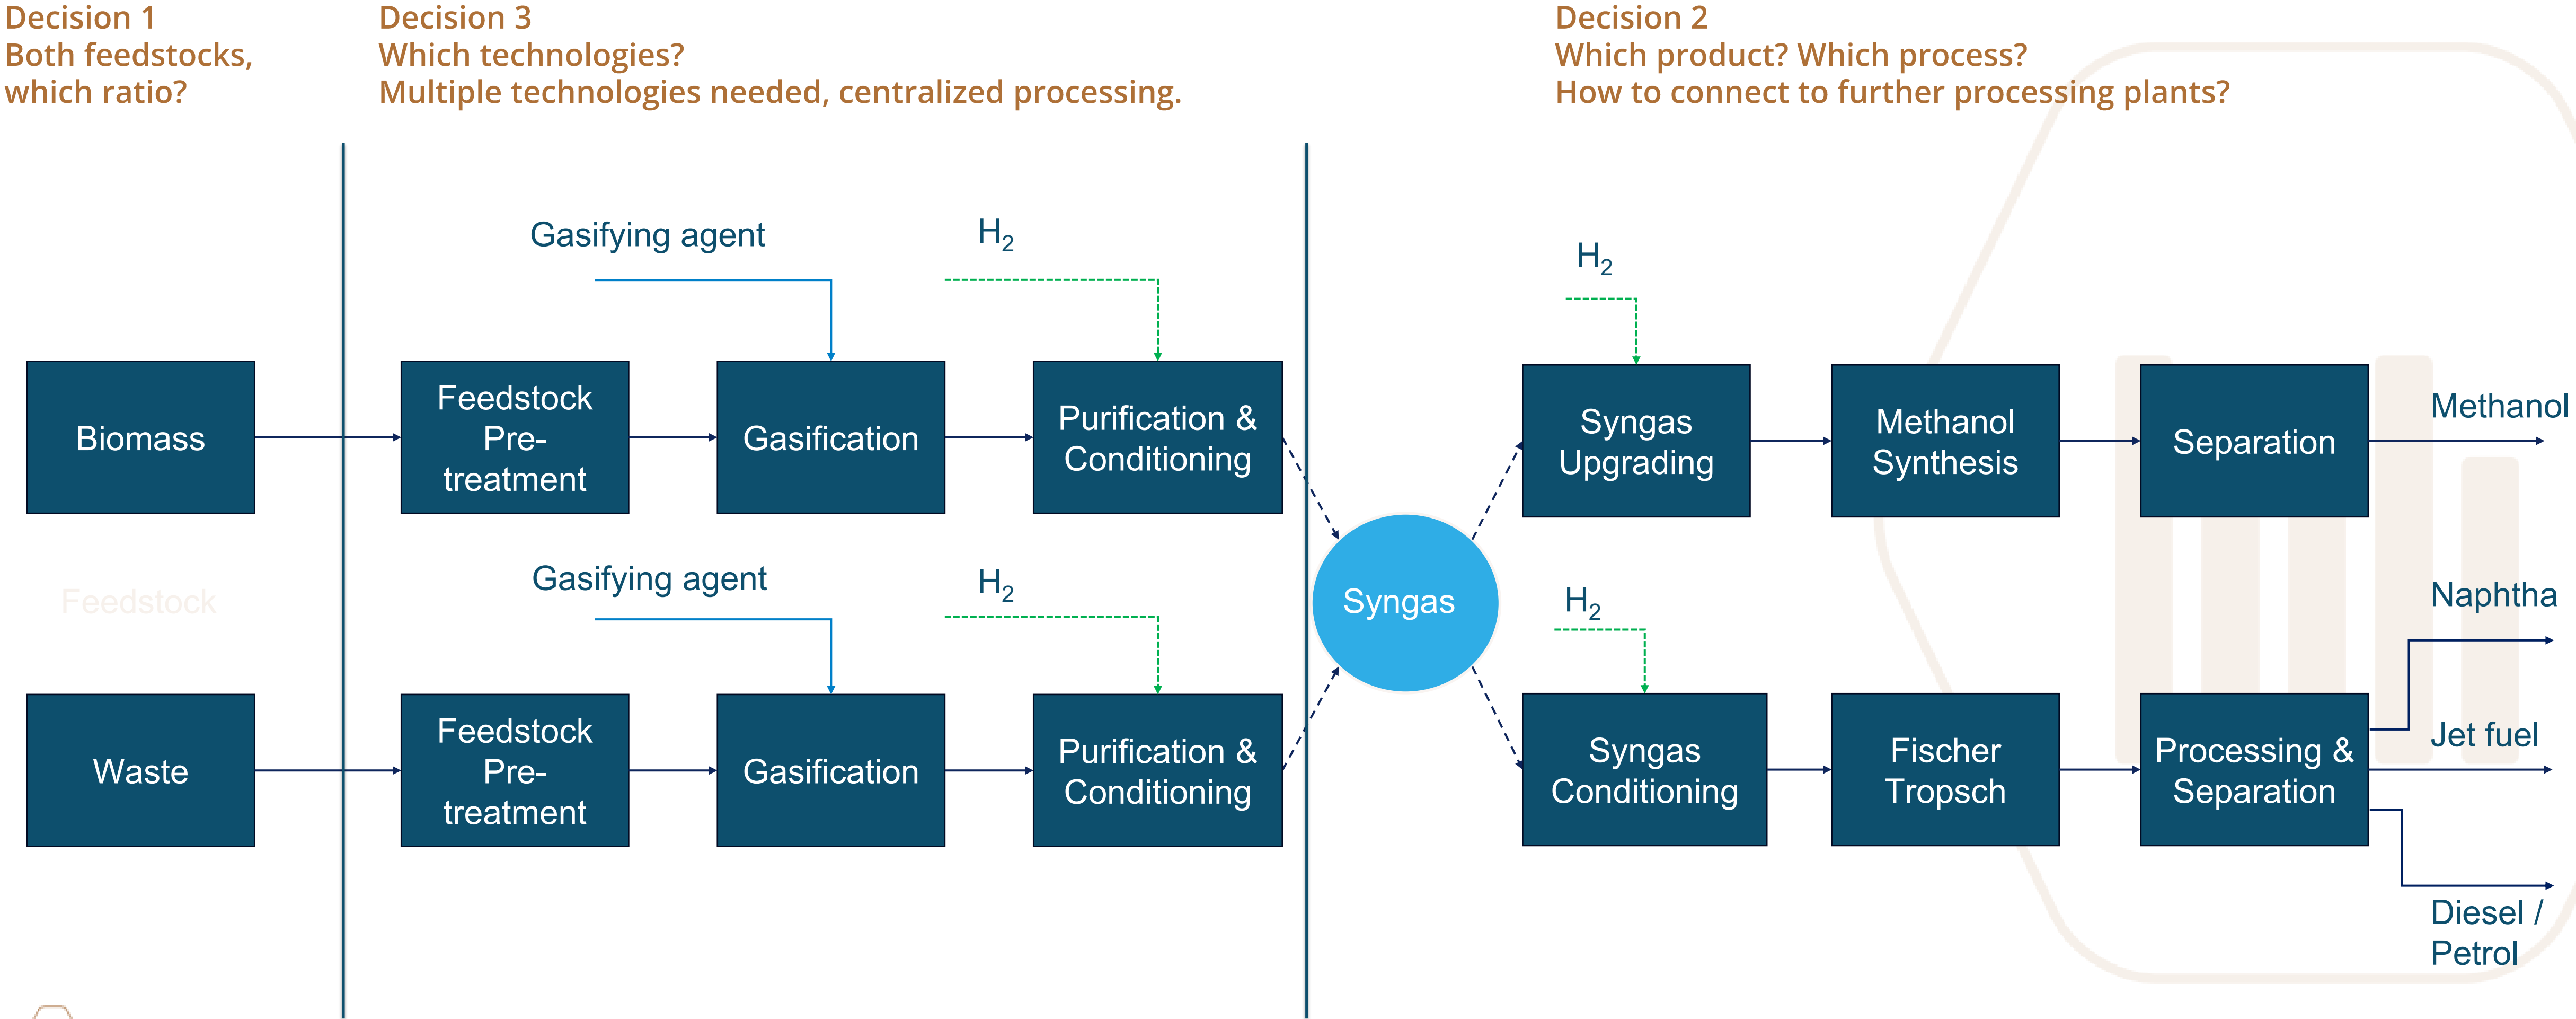 Decision 1
Both feedstocks,
which ratio?
Decision 3
Which technologies?
Multiple technologies needed, centralized processing.
Decision 2
Which product? Which process?
How to connect to further processing plants?
Gasifying agent
H₂
H₂
Biomass
Feedstock
Pre-
treatment
Gasification
Purification &
Conditioning
Syngas
Upgrading
Methanol
Synthesis
Separation
Methanol
Feedstock
Gasifying agent
H₂
Syngas
H₂
Naphtha
Waste
Feedstock
Pre-
treatment
Gasification
Purification &
Conditioning
Syngas
Conditioning
Fischer
Tropsch
Processing &
Separation
Jet fuel
Diesel /
Petrol